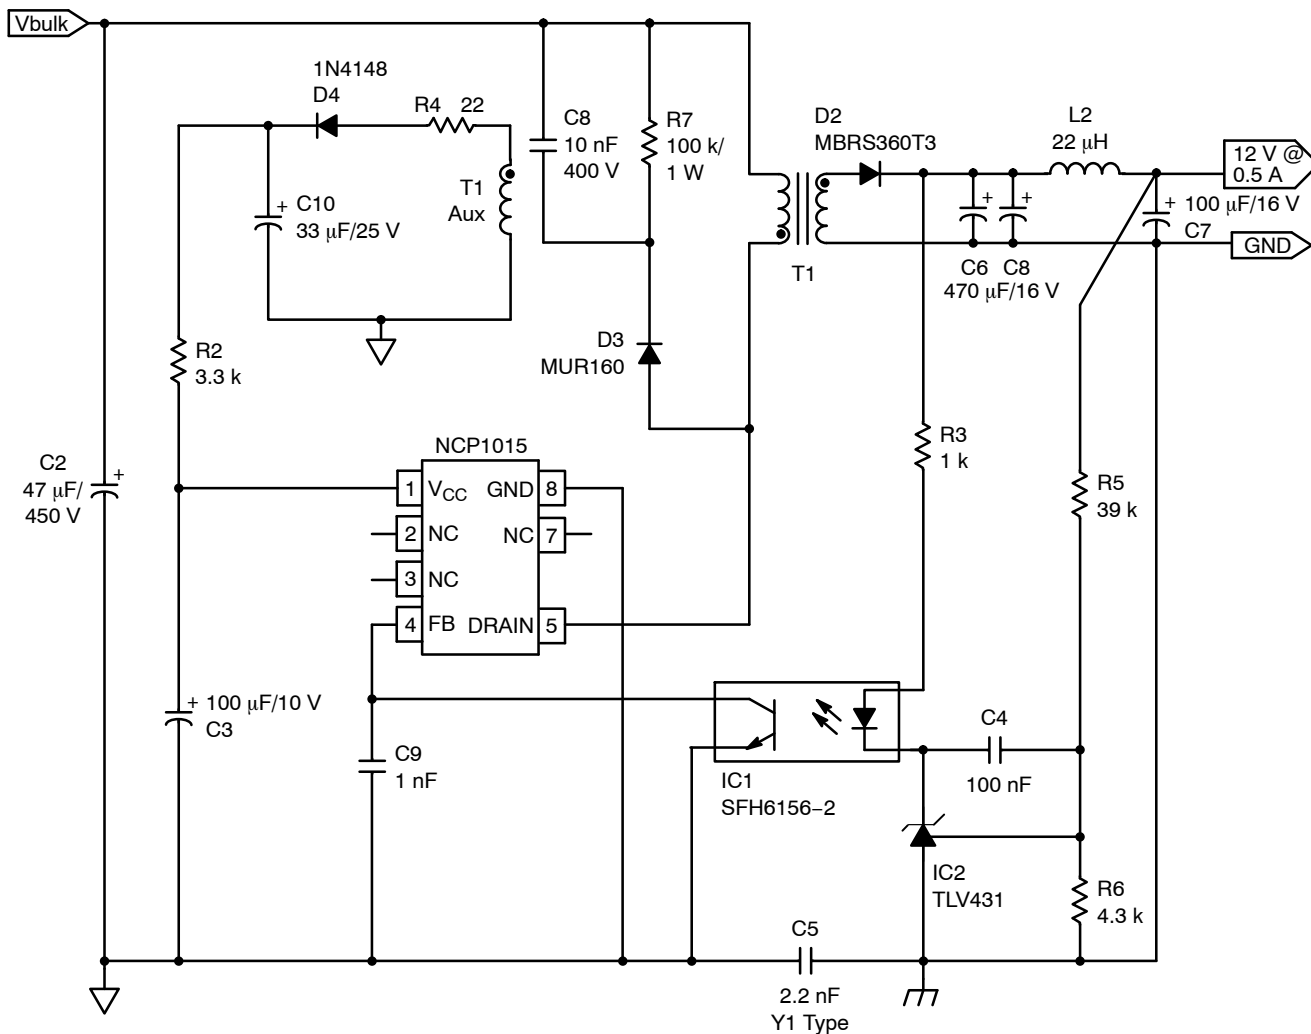 Vbulk
1N4148
D4
R4 22
C8
10 nF
400 V
R7
100 k/
1 W
D2
MBRS360T3
L2
22 μH
12 V @
0.5 A
T1
Aux
C10
+
33 μF/25 V
+
+
+ 100 μF/16 V
C7
GND
T1
C6 C8
470 μF/16 V
R2
3.3 k
D3
MUR160
NCP1015
R3
1 k
C2
47 μF/
450 V
+
1 VCC GND 8
2 NC NC 7
3 NC
4 FB DRAIN 5
R5
39 k
+ 100 μF/10 V
C3
C9
1 nF
IC1
SFH6156−2
C4
100 nF
IC2
TLV431
R6
4.3 k
C5
2.2 nF
Y1 Type